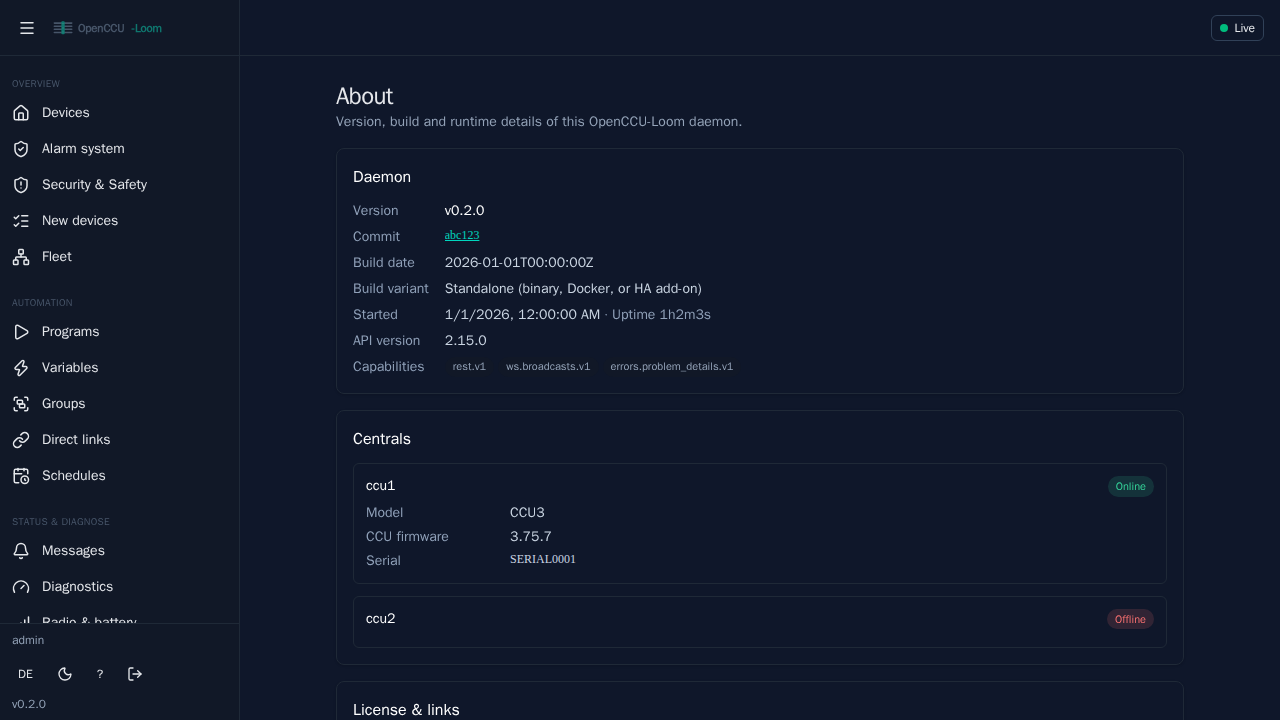 OpenCCU -Loom
Live
OVERVIEW
Devices
Alarm system
Security & Safety
New devices
Fleet
AUTOMATION
Programs
Variables
Groups
Direct links
Schedules
STATUS & DIAGNOSE
Messages
Diagnostics
Radio & battery
admin
DE
?
v0.2.0
About
Version, build and runtime details of this OpenCCU-Loom daemon.
Daemon
Version v0.2.0
Commit abc123
Build date 2026-01-01T00:00:00Z
Build variant Standalone (binary, Docker, or HA add-on)
Started 1/1/2026, 12:00:00 AM · Uptime 1h2m3s
API version 2.15.0
Capabilities rest.v1 ws.broadcasts.v1 errors.problem_details.v1
Centrals
ccu1 Online
Model CCU3
CCU firmware 3.75.7
Serial SERIAL0001
ccu2 Offline
License & links